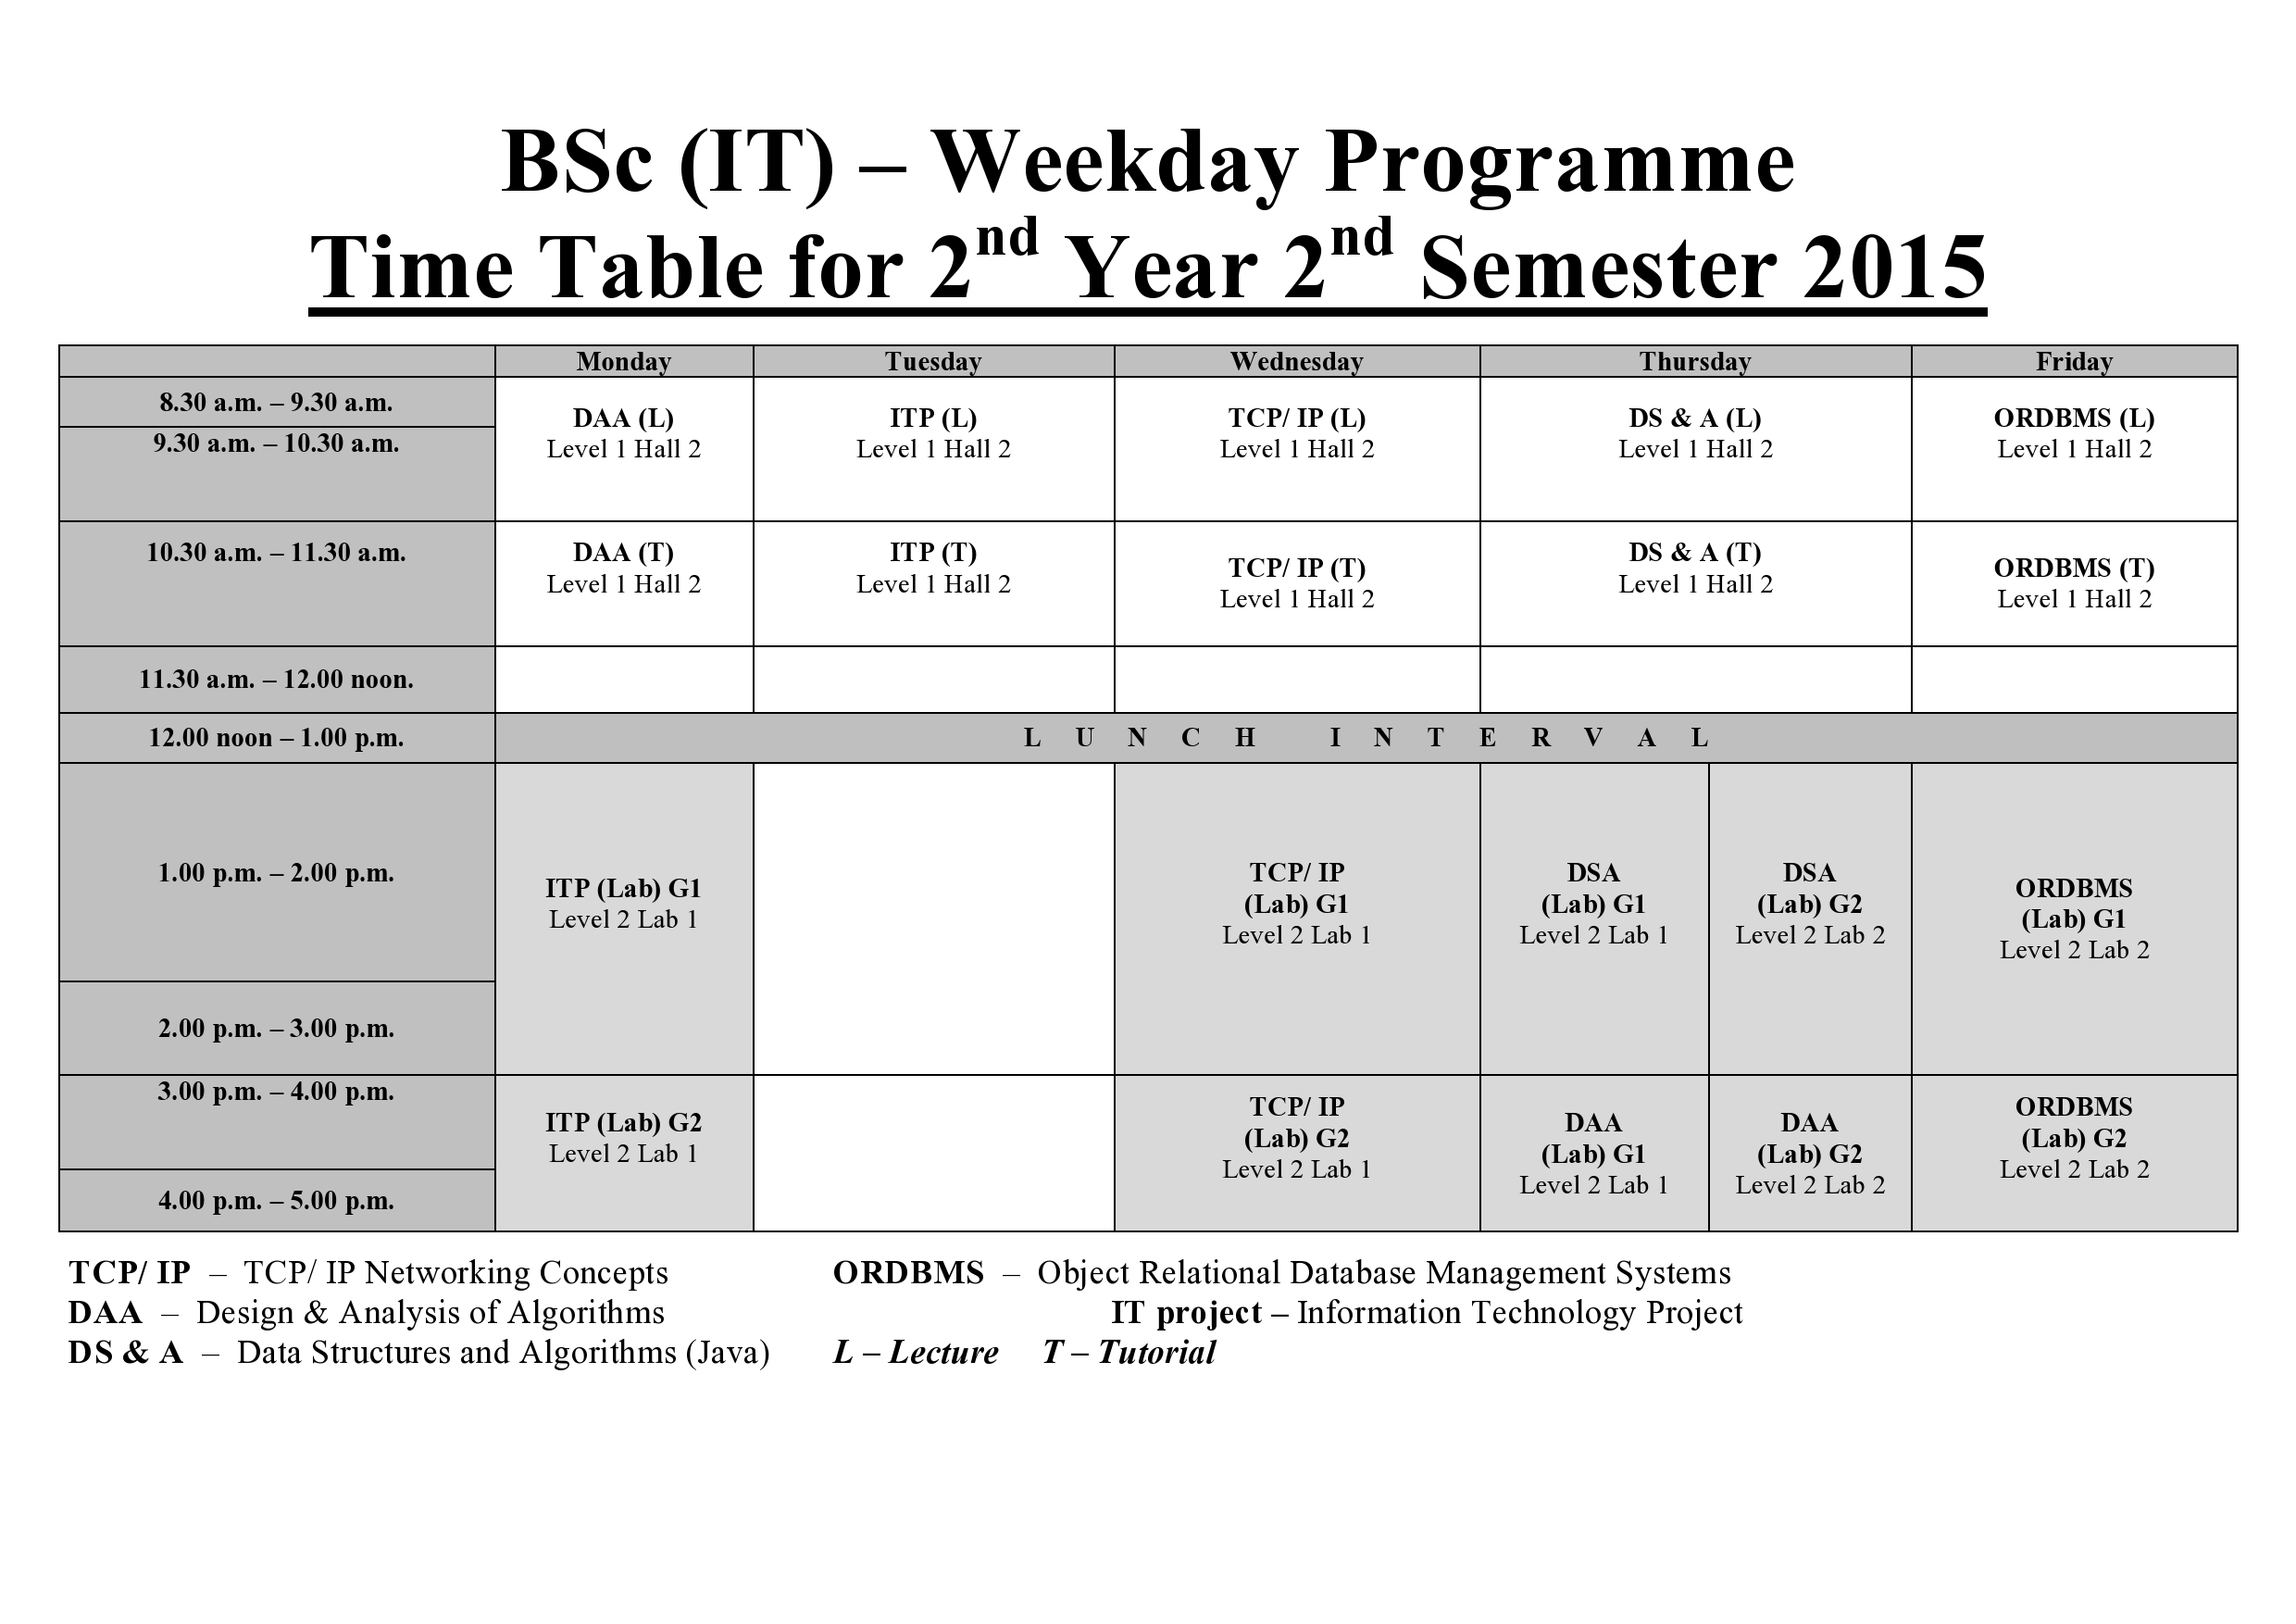 BSc (IT) – Weekday Programme
Time Table for 2nd Year 2nd Semester 2015
Monday Tuesday Wednesday Thursday Friday
8.30 a.m. – 9.30 a.m.
9.30 a.m. – 10.30 a.m.
DAA (L) ITP (L) TCP/ IP (L) DS & A (L) ORDBMS (L)
Level 1 Hall 2 Level 1 Hall 2 Level 1 Hall 2 Level 1 Hall 2 Level 1 Hall 2
10.30 a.m. – 11.30 a.m. DAA (T) ITP (T) TCP/ IP (T) DS & A (T) ORDBMS (T)
Level 1 Hall 2 Level 1 Hall 2 Level 1 Hall 2 Level 1 Hall 2 Level 1 Hall 2
11.30 a.m. – 12.00 noon.
12.00 noon – 1.00 p.m. L U N C H I N T E R V A L
1.00 p.m. – 2.00 p.m.
2.00 p.m. – 3.00 p.m.
ITP (Lab) G1
Level 2 Lab 1
TCP/ IP
(Lab) G1
Level 2 Lab 1
DSA
(Lab) G1
Level 2 Lab 1
DSA
(Lab) G2
Level 2 Lab 2
ORDBMS
(Lab) G1
Level 2 Lab 2
3.00 p.m. – 4.00 p.m.
4.00 p.m. – 5.00 p.m.
ITP (Lab) G2
Level 2 Lab 1
TCP/ IP
(Lab) G2
Level 2 Lab 1
DAA
(Lab) G1
Level 2 Lab 1
DAA
(Lab) G2
Level 2 Lab 2
ORDBMS
(Lab) G2
Level 2 Lab 2
TCP/ IP – TCP/ IP Networking Concepts ORDBMS – Object Relational Database Management Systems
DAA – Design & Analysis of Algorithms IT project – Information Technology Project
DS & A – Data Structures and Algorithms (Java) L – Lecture T – Tutorial